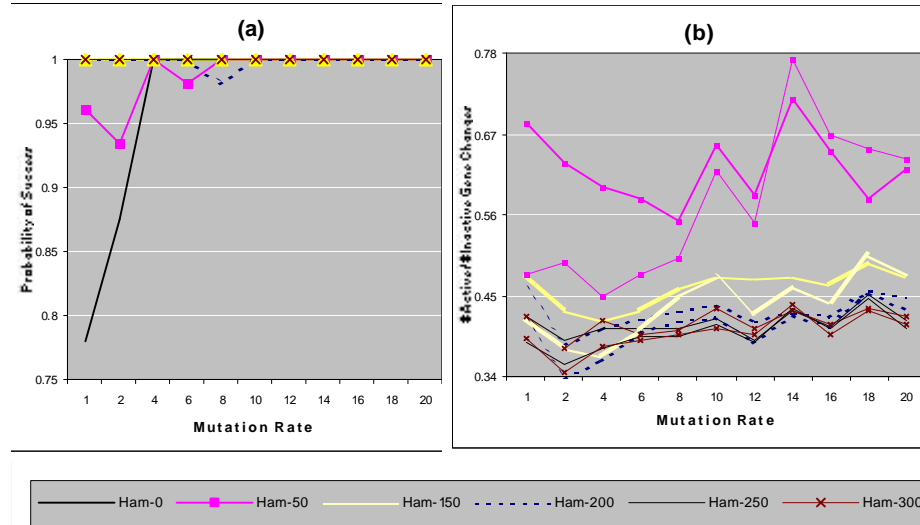 (a)
1
0.95
0.9
0.85
0.8
0.75
Probability of Success
1 2 4 6 8 10 12 14 16 18 20
Mutation Rate
(b)
0.78
0.67
0.56
0.45
0.34
#Active/#Inactive Gene Changes
1 2 4 6 8 10 12 14 16 18 20
Mutation Rate
Ham-0 Ham-50 Ham-150 Ham-200 Ham-250 Ham-300